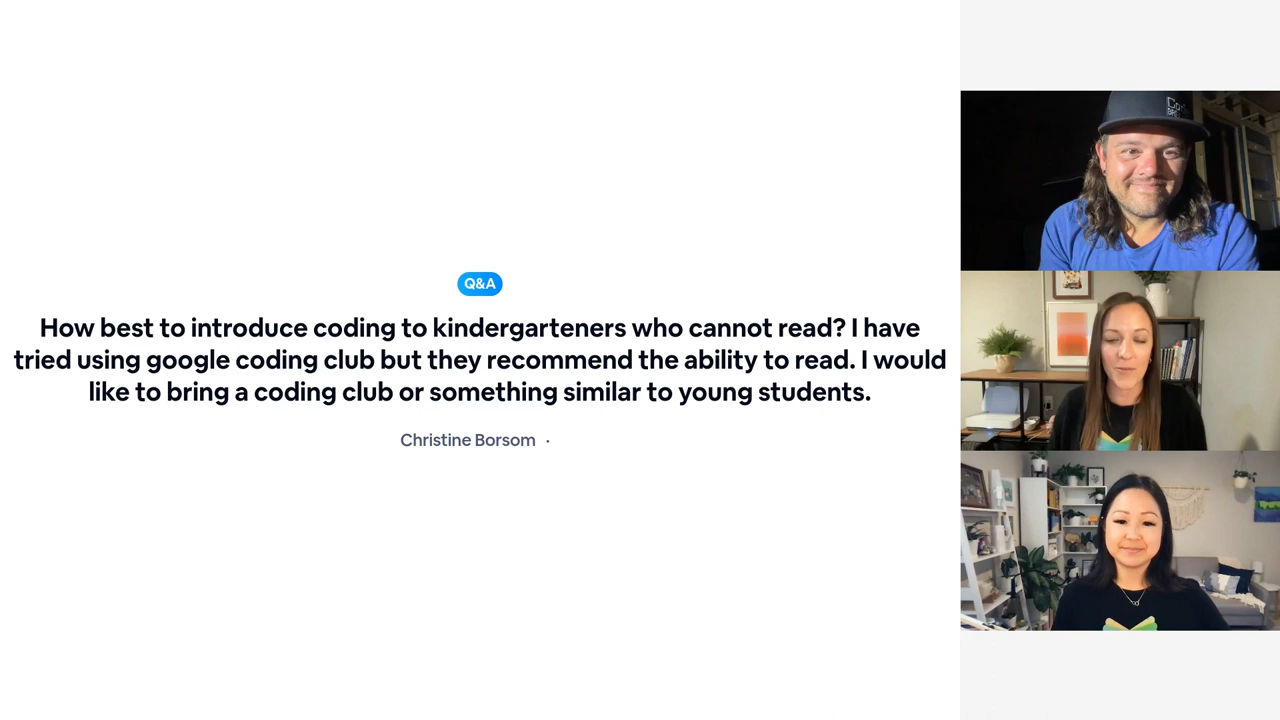 Q&A
How best to introduce coding to kindergarteners who cannot read? I have
tried using google coding club but they recommend the ability to read. I would
like to bring a coding club or something similar to young students.
Christine Borsom ·